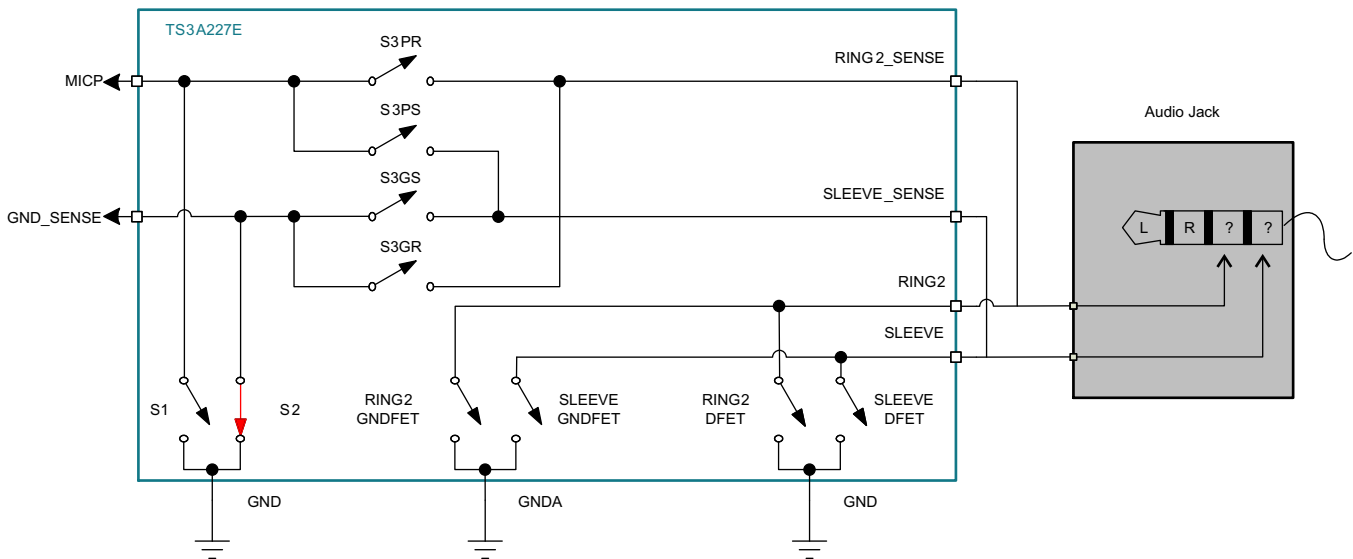 TS3A227E
S3PR
RING2_SENSE
MICP
Audio Jack
S3PS
S3GS
SLEEVE_SENSE
GND_SENSE
L R ? ?
S3GR
RING2
SLEEVE
S1
S2
RING2
GNDFET
SLEEVE
GNDFET
RING2
DFET
SLEEVE
DFET
GND
GNDA
GND